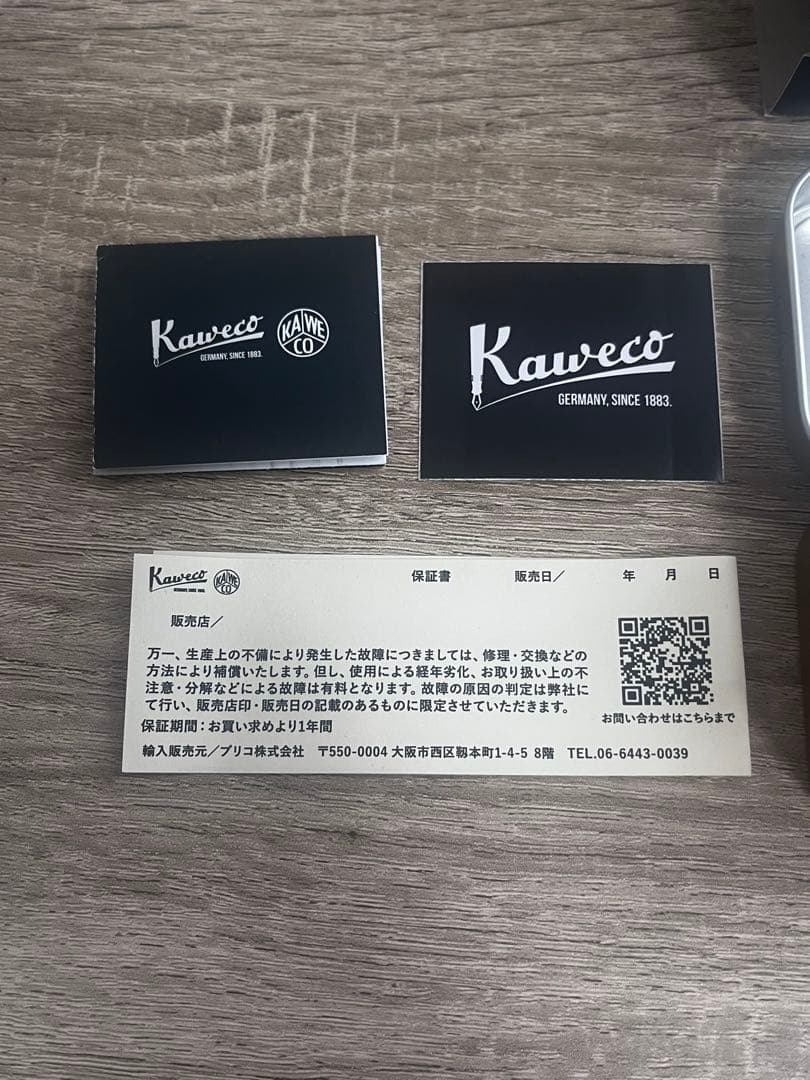 Kaweco
GERMANY, SINCE 1883.
KA WE CO
Kaweco
GERMANY, SINCE 1883.
Kaweco KA WE CO 保証書 販売日／ 年 月 日
GERMANY, SINCE 1883.
販売店／
万一、生産上の不備により発生した故障につきましては、修理・交換などの
方法により補償いたします。但し、使用による経年劣化、お取り扱い上の不
注意・分解などによる故障は有料となります。故障の原因の判定は弊社に
て行い、販売店印・販売日の記載のあるものに限定させていただきます。
保証期間：お買い求めより1年間
お問い合わせはこちらまで
輸入販売元／プリコ株式会社 〒550-0004 大阪市西区靱本町1-4-5 8階 TEL.06-6443-0039